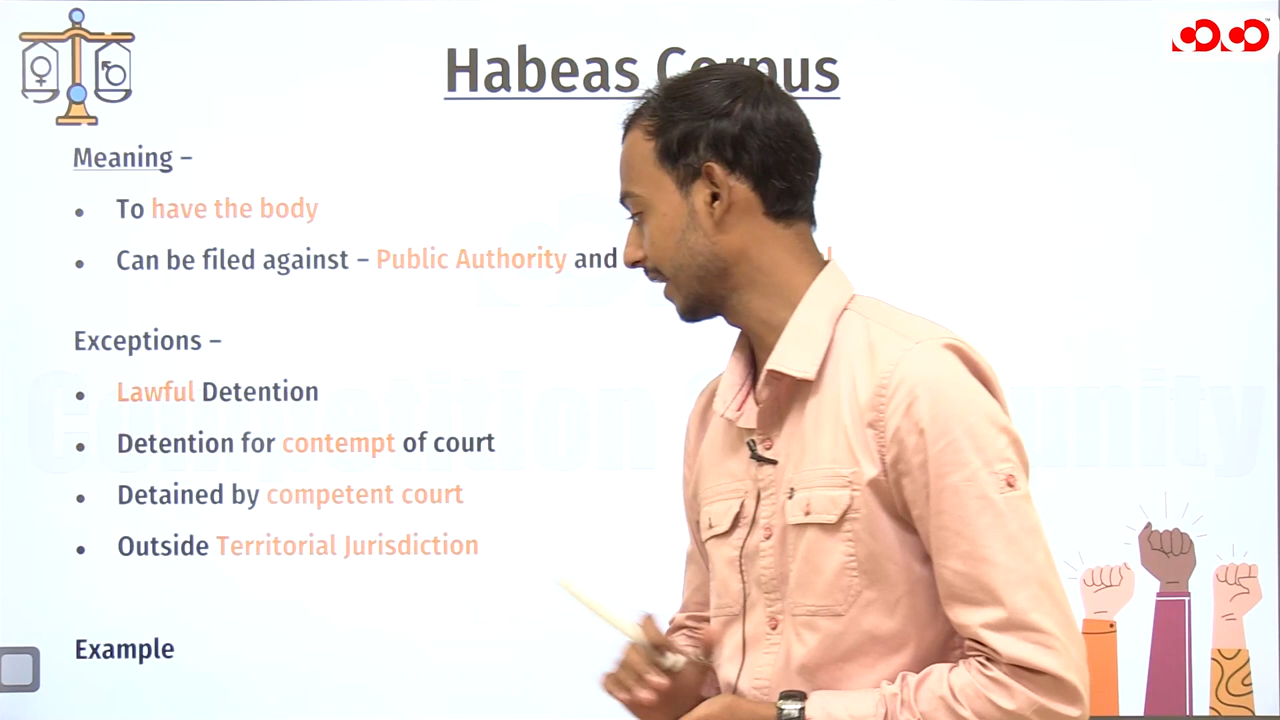 Habeas Corpus
Meaning –
• To have the body
• Can be filed against – Public Authority and
Exceptions –
• Lawful Detention
• Detention for contempt of court
• Detained by competent court
• Outside Territorial Jurisdiction
Example